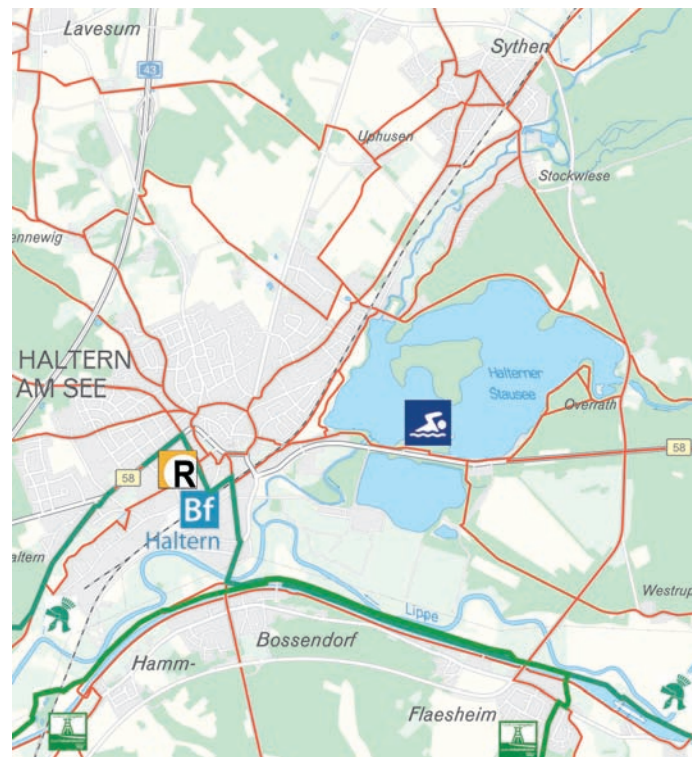 Lavesum
Sythen
43
Uphusen
Stockwiese
ennewig
HALTERN
AM SEE
Halterner
Stausee
Overrath
58
58
R
Bf
Haltern
altern
Westrup
Lippe
Bossendorf
Hamm-
Flaesheim